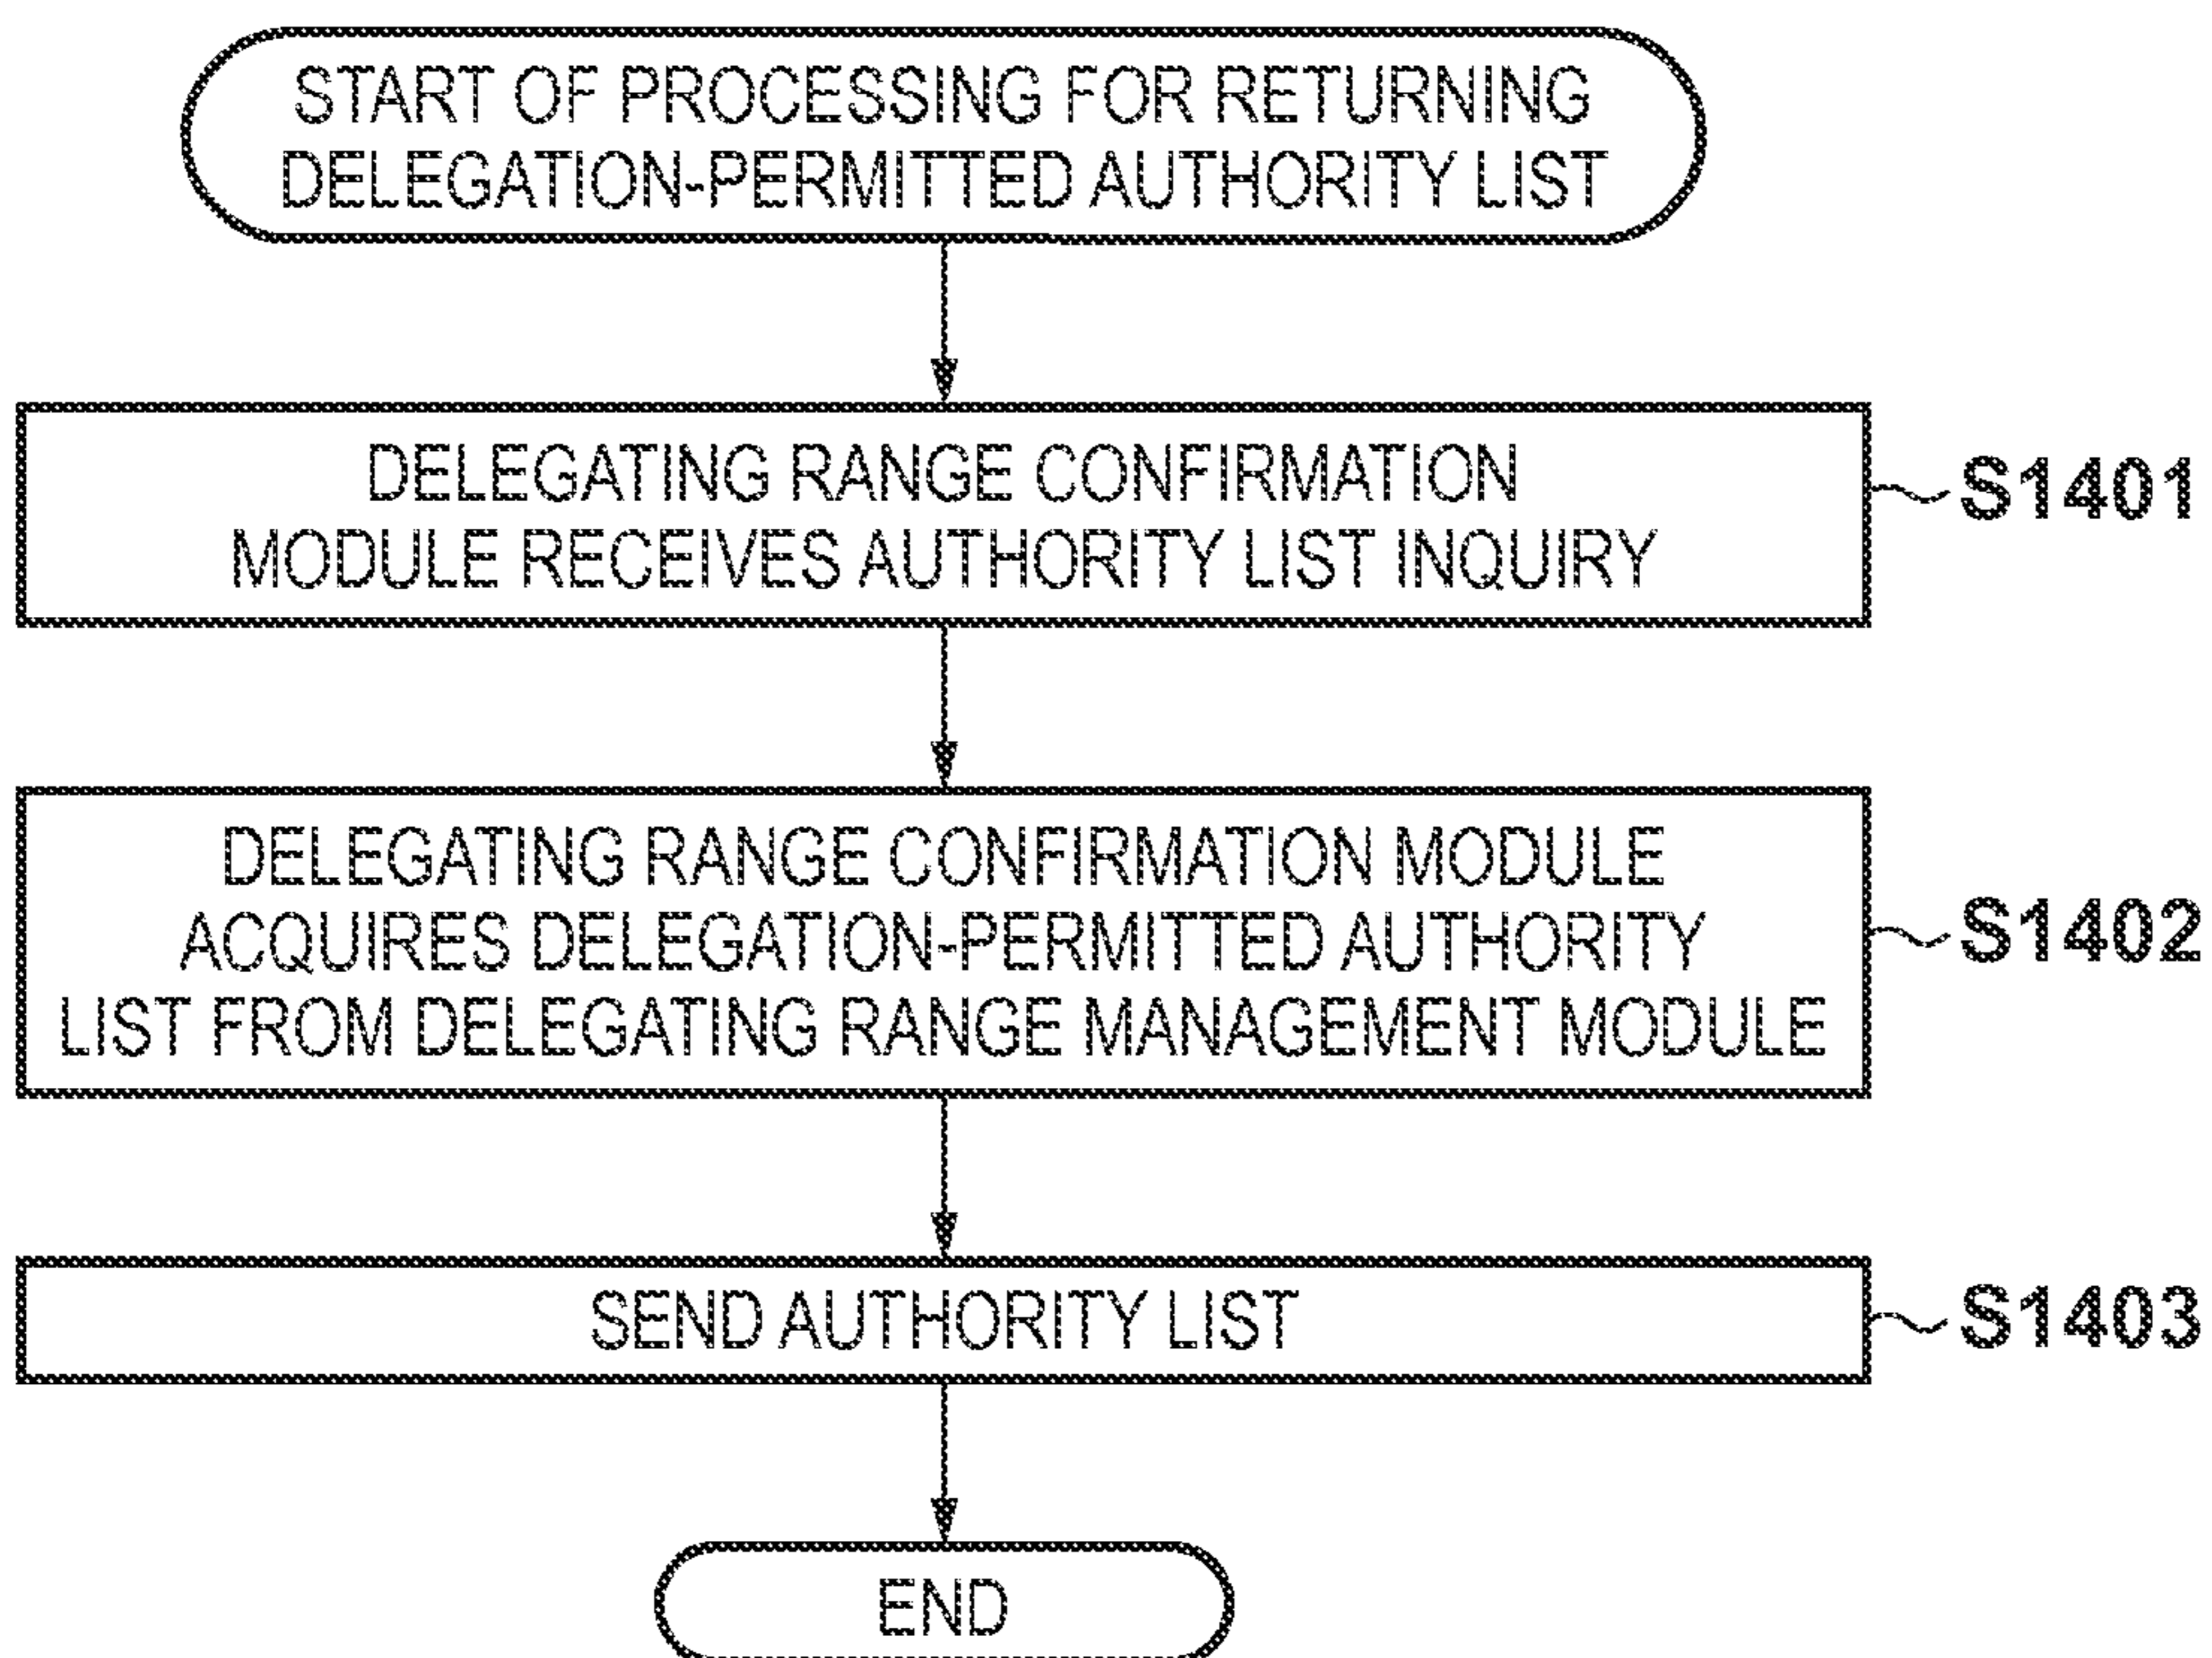 START OF PROCESSING FOR RETURNING
DELEGATION-PERMITTED AUTHORITY LIST
DELEGATING RANGE CONFIRMATION
MODULE RECEIVES AUTHORITY LIST INQUIRY
S1401
DELEGATING RANGE CONFIRMATION MODULE
ACQUIRES DELEGATION-PERMITTED AUTHORITY
LIST FROM DELEGATING RANGE MANAGEMENT MODULE
S1402
SEND AUTHORITY LIST
S1403
END